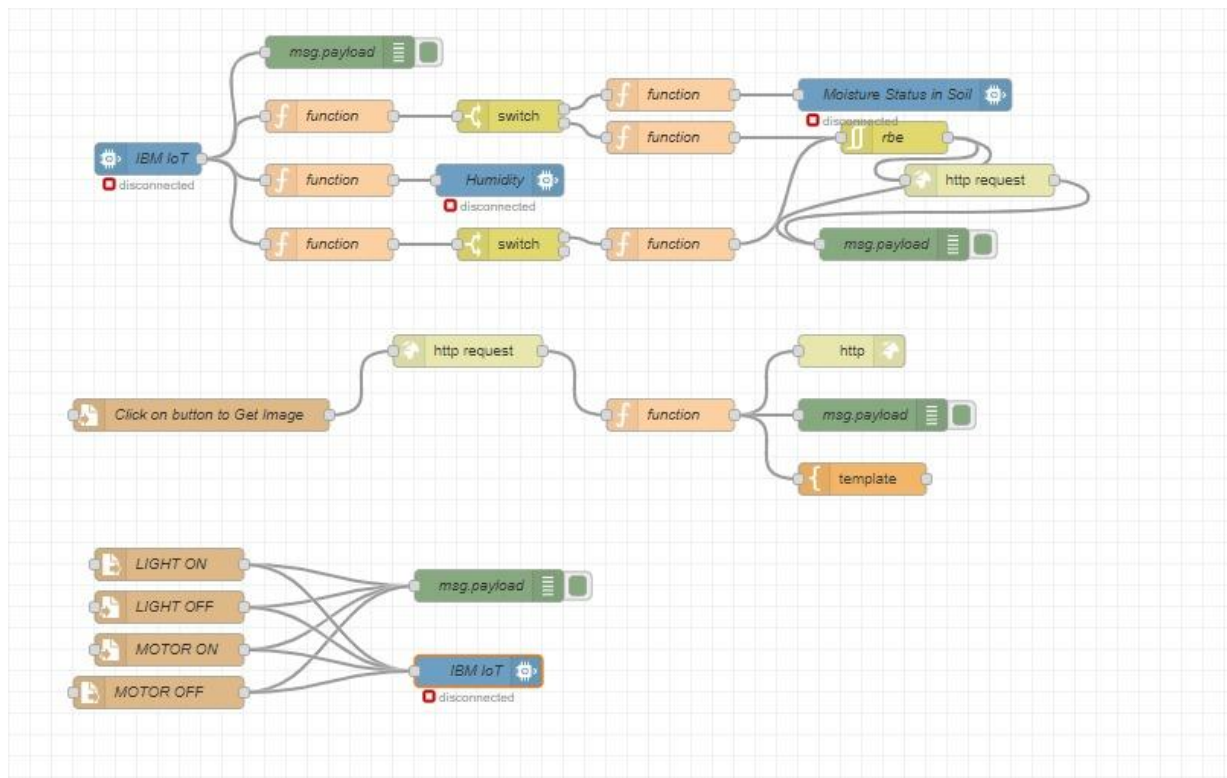 msg.payload
function
switch
function
Moisture Status in Soil
disconnected
function
rbe
IBM IoT
disconnected
function
Humidity
disconnected
http request
function
switch
function
msg.payload
http request
http
Click on button to Get Image
function
msg.payload
template
LIGHT ON
LIGHT OFF
MOTOR ON
MOTOR OFF
msg.payload
IBM IoT
disconnected